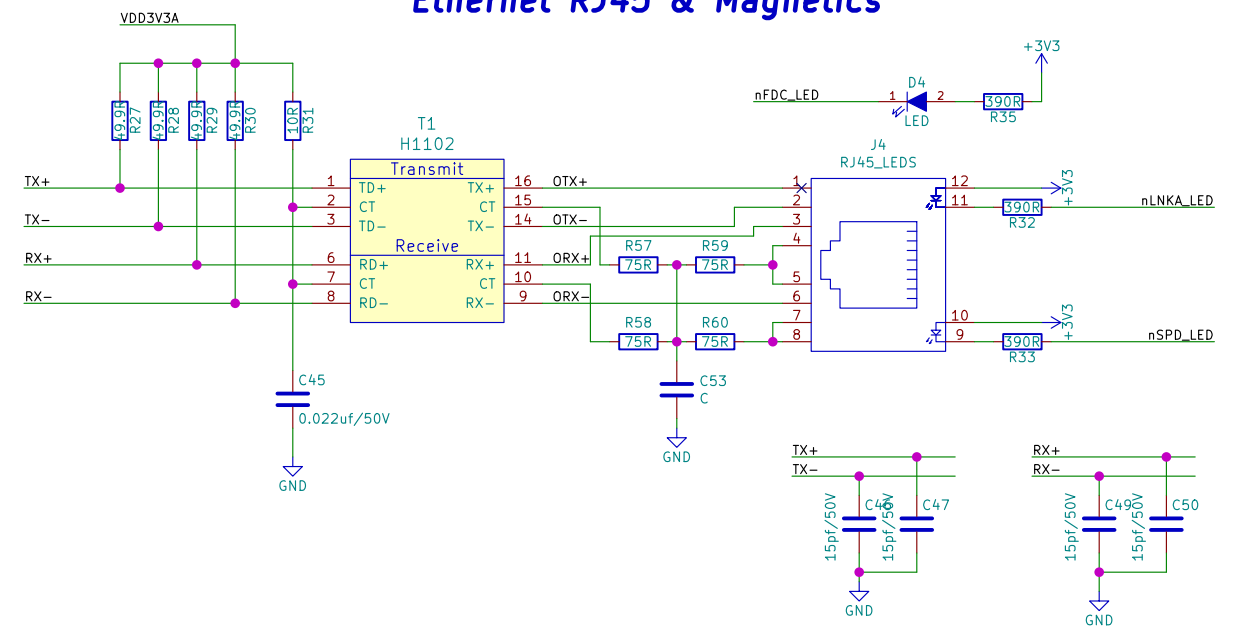 Ethernet RJ45 & Magnetics
VDD3V3A
49.9R R27
49.9R R28
49.9R R29
49.9R R30
10R R31
TX+
TX-
RX+
RX-
T1
H1102
Transmit
1 TD+ TX+ 16 OTX+
2 CT CT 15
3 TD- TX- 14 OTX-
Receive
6 RD+ RX+ 11 ORX+
7 CT CT 10
8 RD- RX- 9 ORX-
C45
0.022uf/50V
GND
R57
75R
R59
75R
R58
75R
R60
75R
C53
C
GND
nFDC_LED
1 D4 2
LED
390R
R35
+3V3
J4
RJ45_LEDS
1
2
3
4
5
6
7
8
12
11
10
9
+3V3
390R
R32
nLNKA_LED
+3V3
390R
R33
nSPD_LED
TX+
TX-
15pf/50V C46
15pf/50V C47
GND
RX+
RX-
15pf/50V C49
15pf/50V C50
GND